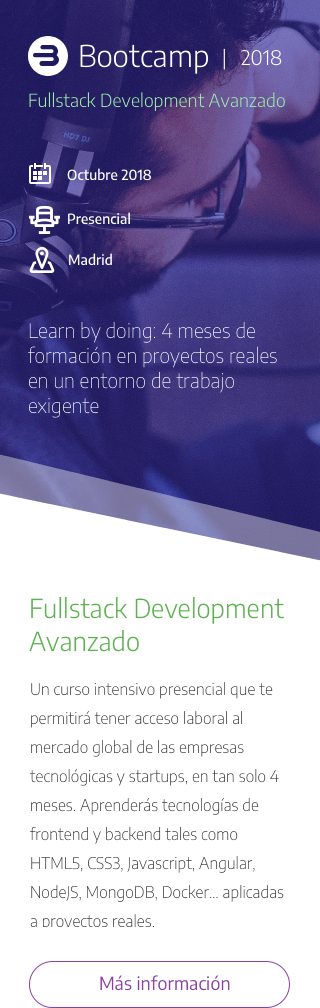 Bootcamp | 2018
Fullstack Development Avanzado
HDT DJ
Octubre 2018
Presencial
Madrid
Learn by doing: 4 meses de
formación en proyectos reales
en un entorno de trabajo
exigente
Fullstack Development
Avanzado
Un curso intensivo presencial que te
permitirá tener acceso laboral al
mercado global de las empresas
tecnológicas y startups, en tan solo 4
meses. Aprenderás tecnologías de
frontend y backend tales como
HTML5, CSS3, Javascript, Angular,
NodeJS, MongoDB, Docker... aplicadas
a proyectos reales.
Más información